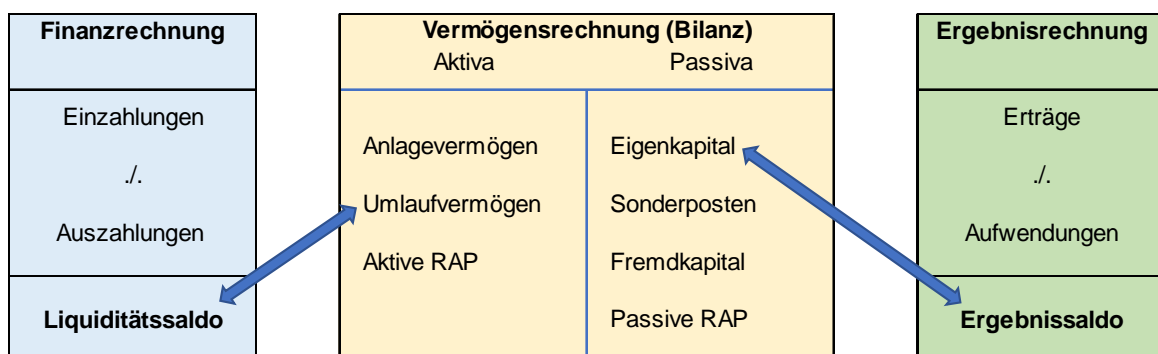 Finanzrechnung
Einzahlungen
./.
Auszahlungen
Liquiditätssaldo
Vermögensrechnung (Bilanz)
Aktiva Passiva
Anlagevermögen
Umlaufvermögen
Aktive RAP
Eigenkapital
Sonderposten
Fremdkapital
Passive RAP
Ergebnisrechnung
Erträge
./.
Aufwendungen
Ergebnissaldo